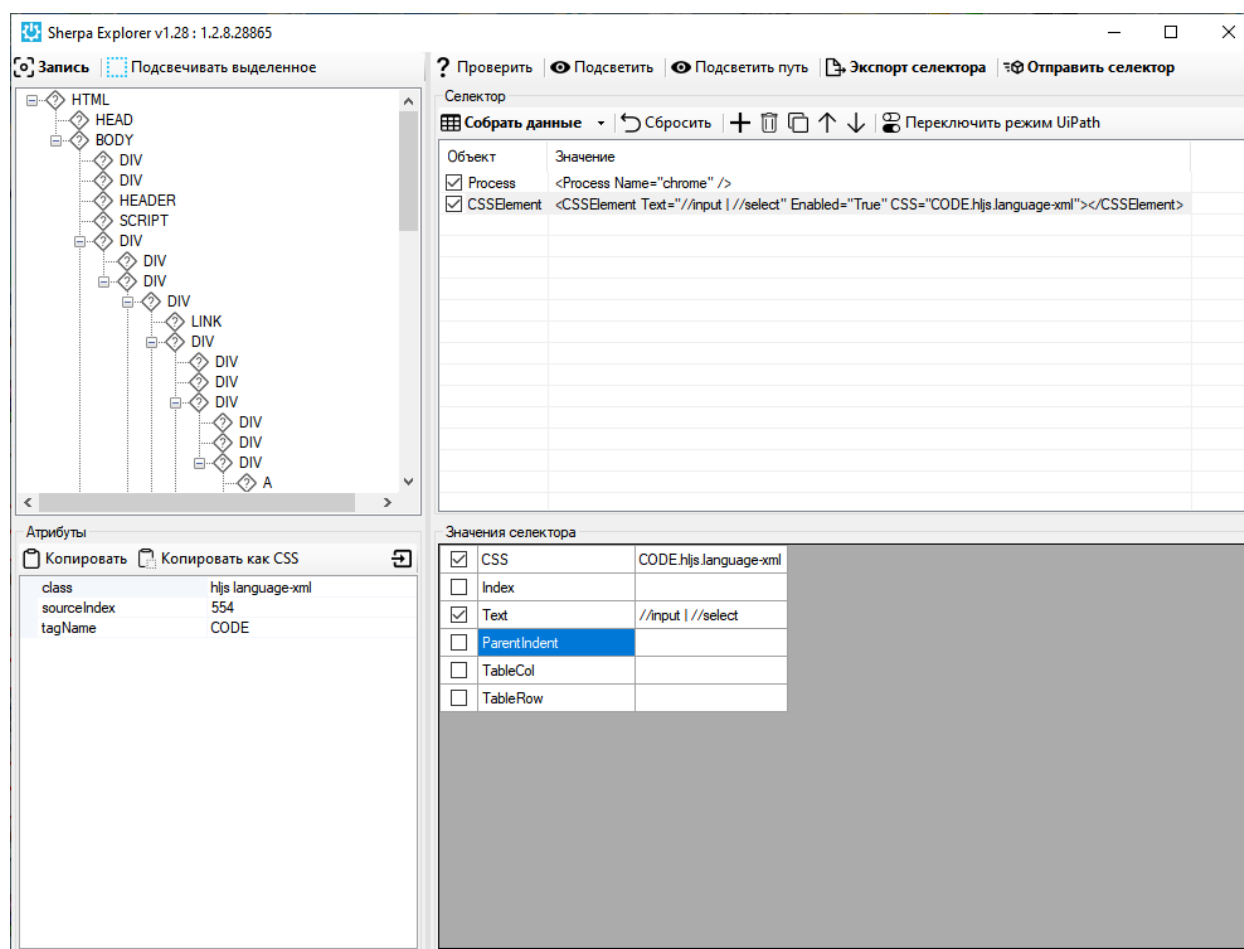 Sherpa Explorer v1.28 : 1.2.8.28865
Запись Подсвечивать выделенное
HTML
HEAD
BODY
DIV
DIV
HEADER
SCRIPT
DIV
DIV
DIV
DIV
LINK
DIV
DIV
DIV
DIV
DIV
DIV
DIV
A
Атрибуты
Копировать Копировать как CSS
class hljs language-xml
sourceIndex 554
tagName CODE
? Проверить Подсветить Подсветить путь Экспорт селектора Отправить селектор
Селектор
Собрать данные Сбросить Переключить режим UiPath
Объект Значение
Process <Process Name="chrome" />
CSSElement <CSSElement Text="//input | //select" Enabled="True" CSS="CODE.hljs.language-xml"></CSSElement>
Значения селектора
CSS CODE.hljs.language-xml
Index
Text //input | //select
ParentIndent
TableCol
TableRow